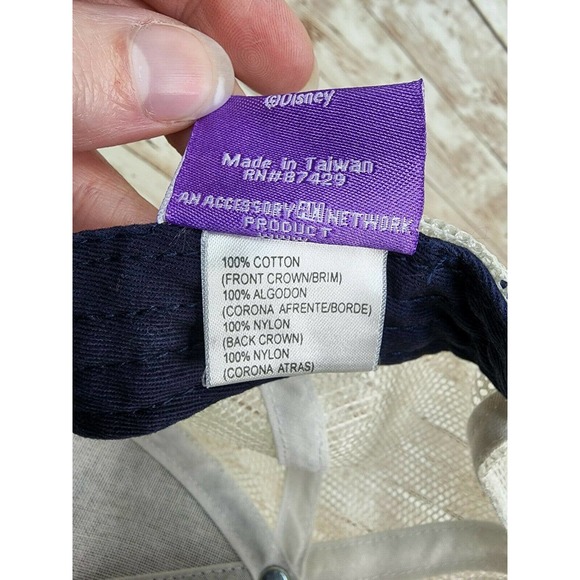 ©Disney
Made in Taiwan
RN#87429
AN ACCESSORY NETWORK
PRODUCT
100% COTTON
(FRONT CROWN/BRIM)
100% ALGODON
(CORONA AFRENTE/BORDE)
100% NYLON
(BACK CROWN)
100% NYLON
(CORONA ATRAS)